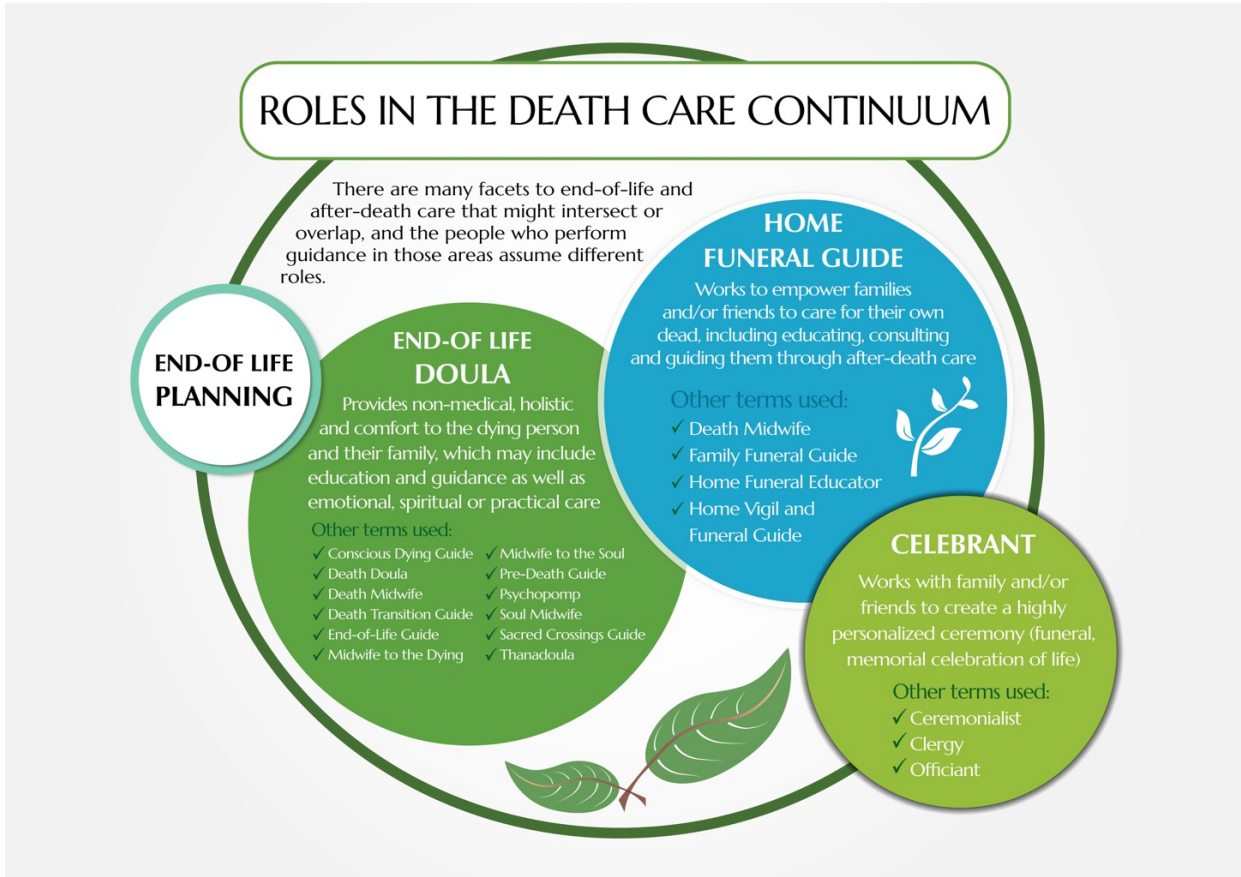 ROLES IN THE DEATH CARE CONTINUUM
There are many facets to end-of-life and
after-death care that might intersect or
overlap, and the people who perform
guidance in those areas assume different
roles.
END-OF LIFE
PLANNING
END-OF LIFE
DOULA
Provides non-medical, holistic
and comfort to the dying person
and their family, which may include
education and guidance as well as
emotional, spiritual or practical care
Other terms used:
✓ Conscious Dying Guide
✓ Death Doula
✓ Death Midwife
✓ Death Transition Guide
✓ End-of-Life Guide
✓ Midwife to the Dying
✓ Midwife to the Soul
✓ Pre-Death Guide
✓ Psychopomp
✓ Soul Midwife
✓ Sacred Crossings Guide
✓ Thanadoula
HOME
FUNERAL GUIDE
Works to empower families
and/or friends to care for their own
dead, including educating, consulting
and guiding them through after-death care
Other terms used:
✓ Death Midwife
✓ Family Funeral Guide
✓ Home Funeral Educator
✓ Home Vigil and
Funeral Guide
CELEBRANT
Works with family and/or
friends to create a highly
personalized ceremony (funeral,
memorial celebration of life)
Other terms used:
✓ Ceremonialist
✓ Clergy
✓ Officiant